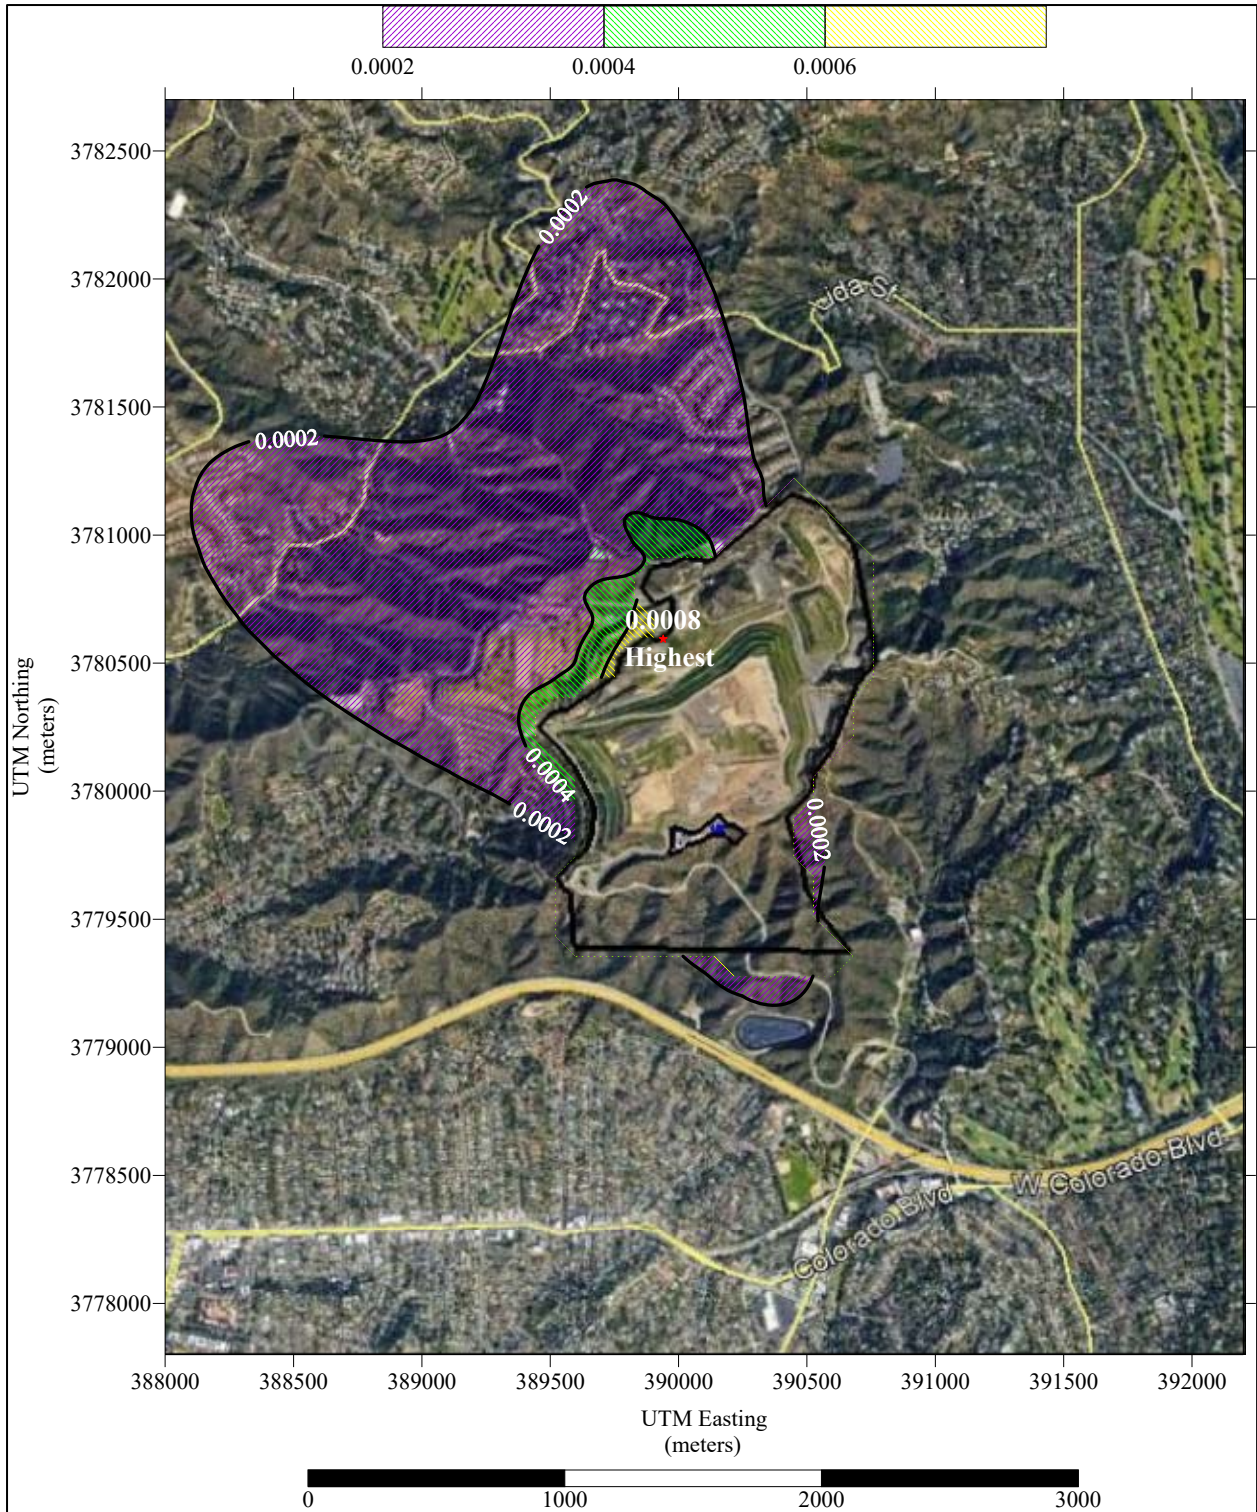 0.0002 0.0004 0.0006
3782500
3782000
3781500
3781000
3780500
3780000
3779500
3779000
3778500
3778000
UTM Northing
(meters)
0.0002
Lida St
0.0002
0.0008
Highest
0.0004
0.0002
0.0002
W Colorado Blvd
Colorado Blvd
388000 388500 389000 389500 390000 390500 391000 391500 392000
UTM Easting
(meters)
0 1000 2000 3000